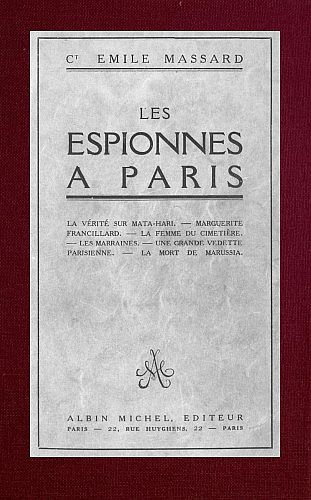 Cᵀ EMILE MASSARD
LES
ESPIONNES
A PARIS
LA VÉRITÉ SUR MATA-HARI. — MARGUERITE
FRANCILLARD. — LA FEMME DU CIMETIÈRE.
— LES MARRAINES. — UNE GRANDE VEDETTE
PARISIENNE. — LA MORT DE MARUSSIA.
AM
ALBIN MICHEL, EDITEUR
PARIS — 22, RUE HUYGHENS, 22 — PARIS